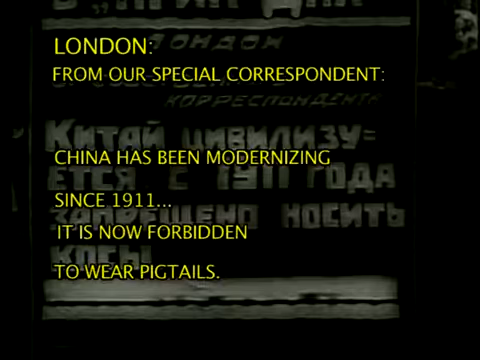 LONDON:
ЛОНДОН
FROM OUR SPECIAL CORRESPONDENT:
КОРРЕСПОНДЕНТА
КИТАЙ ЦИВИЛИЗУ=
CHINA HAS BEEN MODERNIZING
ЕТСЯ. С 1911 ГОДА
SINCE 1911...
ЗАПРЕЩЕНО НОСИТЬ
IT IS NOW FORBIDDEN
КОСЫ
TO WEAR PIGTAILS.